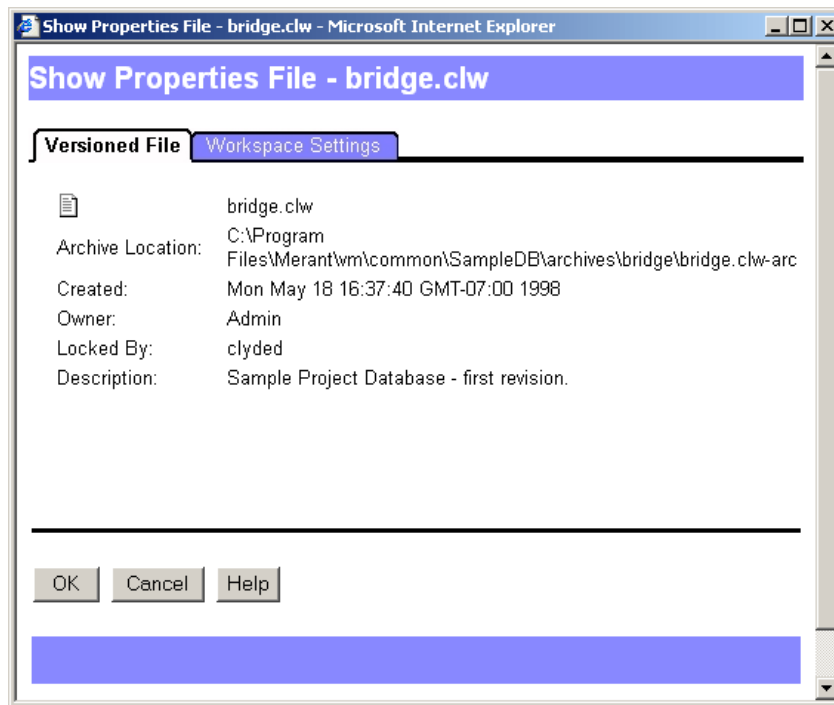 Show Properties File - bridge.clw - Microsoft Internet Explorer
Show Properties File - bridge.clw
Versioned File Workspace Settings
bridge.clw
Archive Location: C:\Program
Files\Merant\vm\common\SampleDB\archives\bridge\bridge.clw-arc
Created: Mon May 18 16:37:40 GMT-07:00 1998
Owner: Admin
Locked By: clyded
Description: Sample Project Database - first revision.
OK Cancel Help